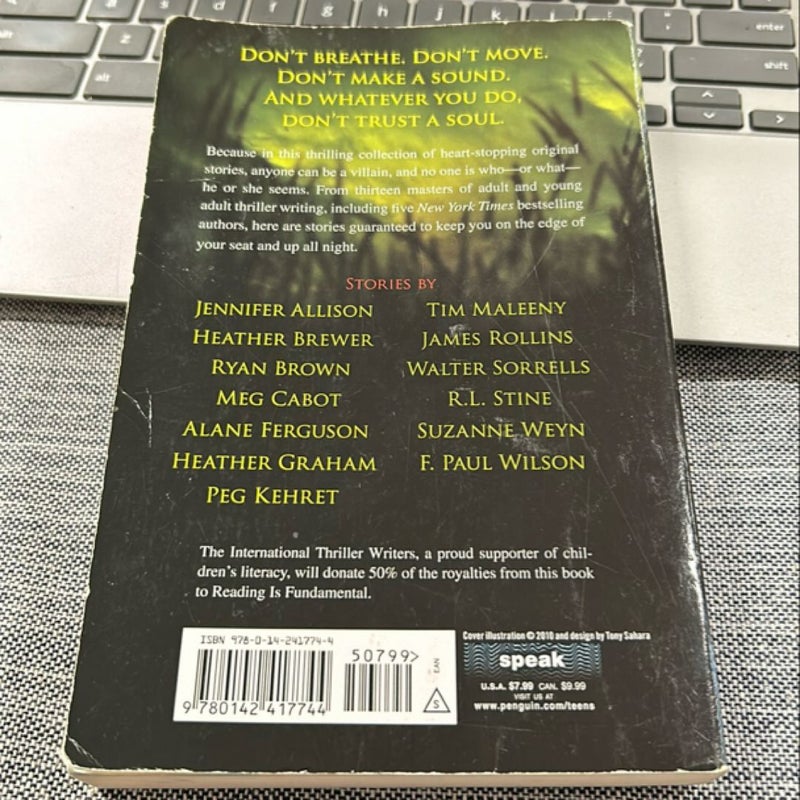 alt
z
a
s
d
f
g
h
j
k
l
enter
shift
alt
DON'T BREATHE. DON'T MOVE.
DON'T MAKE A SOUND.
AND WHATEVER YOU DO,
DON'T TRUST A SOUL.
Because in this thrilling collection of heart-stopping original
stories, anyone can be a villain, and no one is who—or what—
he or she seems. From thirteen masters of adult and young
adult thriller writing, including five New York Times bestselling
authors, here are stories guaranteed to keep you on the edge of
your seat and up all night.
STORIES BY
JENNIFER ALLISON
HEATHER BREWER
RYAN BROWN
MEG CABOT
ALANE FERGUSON
HEATHER GRAHAM
PEG KEHRET
TIM MALEENY
JAMES ROLLINS
WALTER SORRELLS
R.L. STINE
SUZANNE WEYN
F. PAUL WILSON
The International Thriller Writers, a proud supporter of chil-
dren's literacy, will donate 50% of the royalties from this book
to Reading Is Fundamental.
ISBN 978-0-14-241774-4
50799>
9 780142 417744
EAN
S
Cover illustration © 2010 and design by Tony Sahara
speak
U.S.A. $7.99 CAN. $9.99
VISIT US AT
www.penguin.com/teens